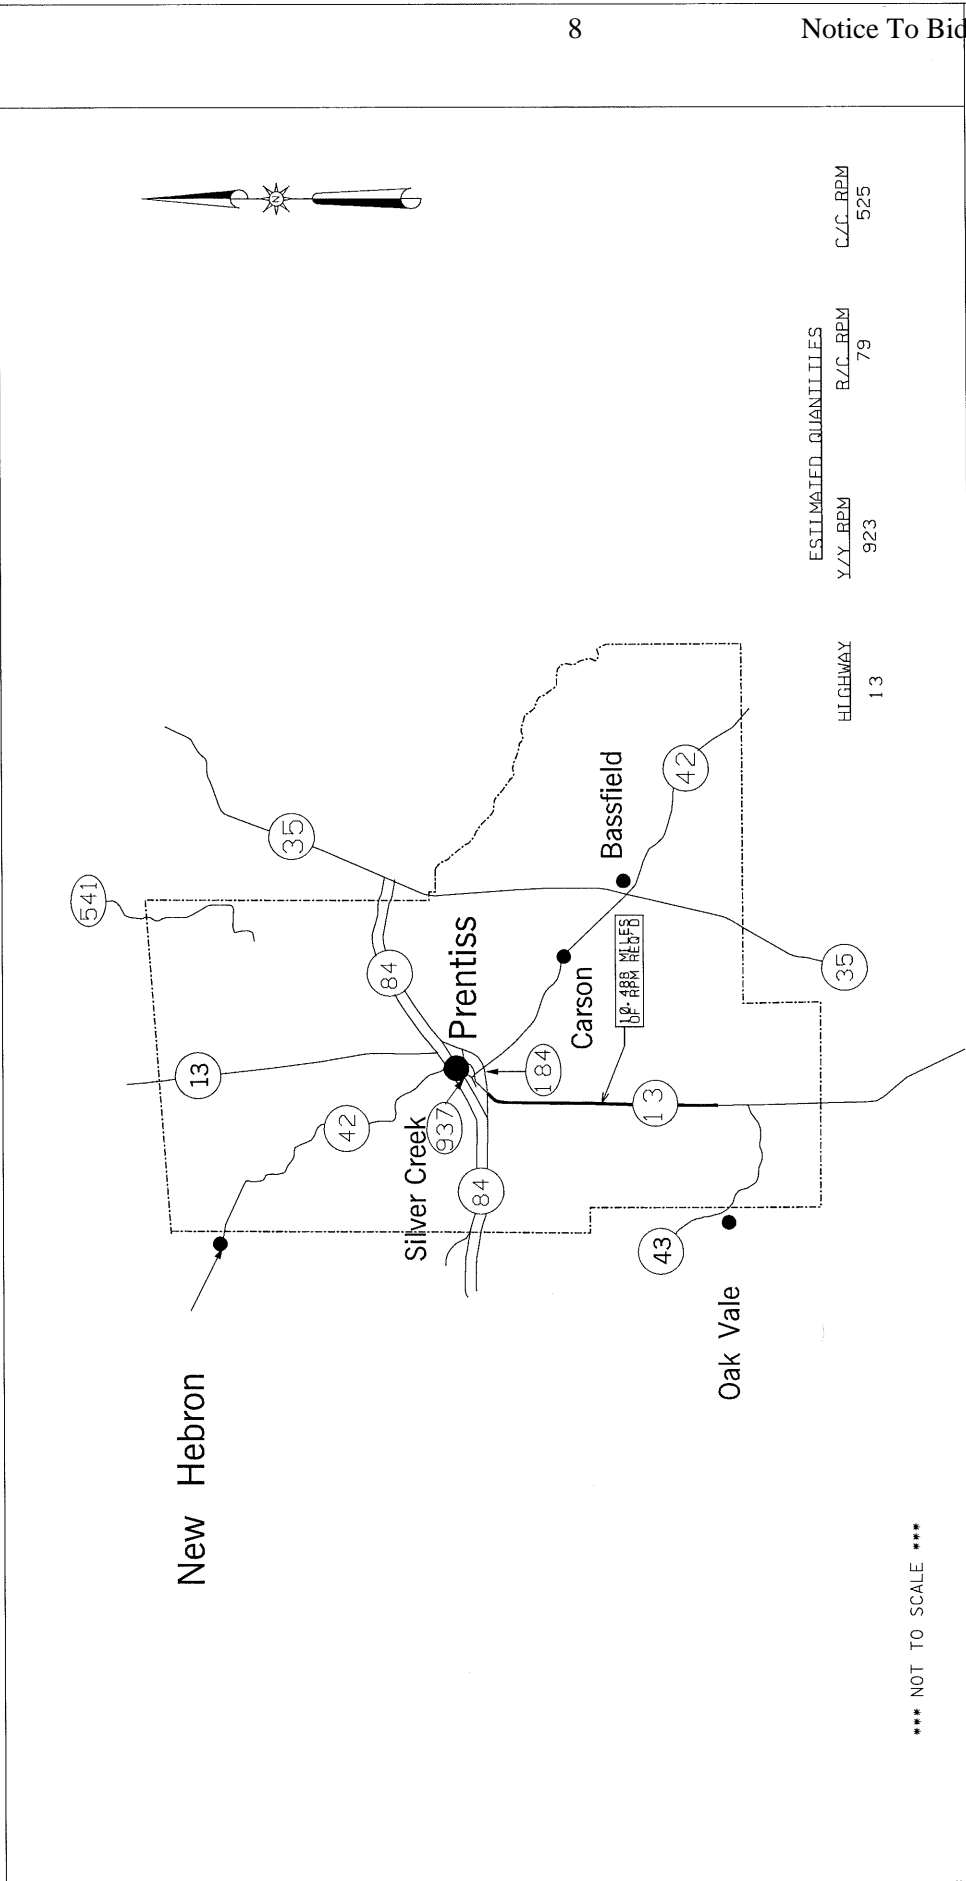 8
Notice To Bid
N
541
35
13
42
New Hebron
84
Prentiss
937
184
Silver Creek
84
Carson
Bassfield
42
10.488 MILES
OF RPM REQ'D
13
43
Oak Vale
35
ESTIMATED QUANTITIES
HIGHWAY Y/Y RPM R/C RPM C/C RPM
13 923 79 525
*** NOT TO SCALE ***